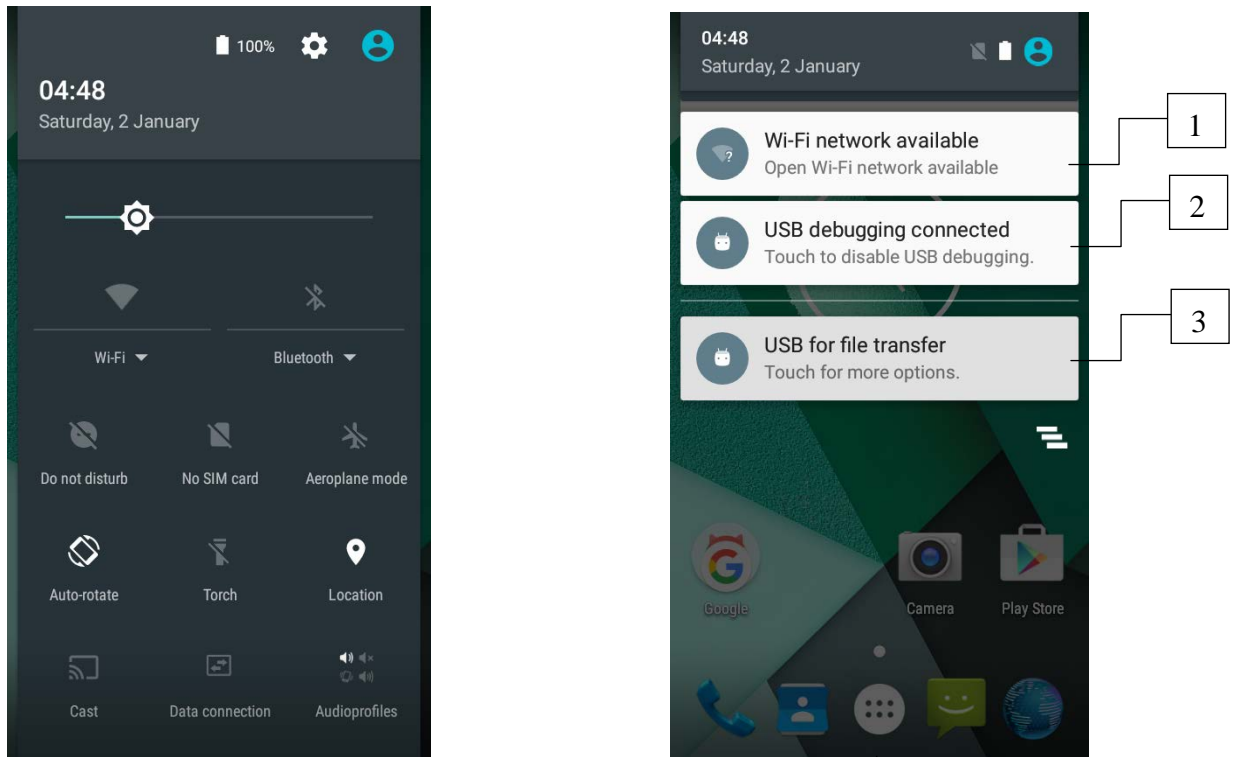 100%
04:48
Saturday, 2 January
Wi-Fi
Bluetooth
Do not disturb
No SIM card
Aeroplane mode
Auto-rotate
Torch
Location
Cast
Data connection
Audioprofiles
04:48
Saturday, 2 January
Wi-Fi network available
Open Wi-Fi network available
1
USB debugging connected
Touch to disable USB debugging.
2
USB for file transfer
Touch for more options.
3
Google
Camera
Play Store